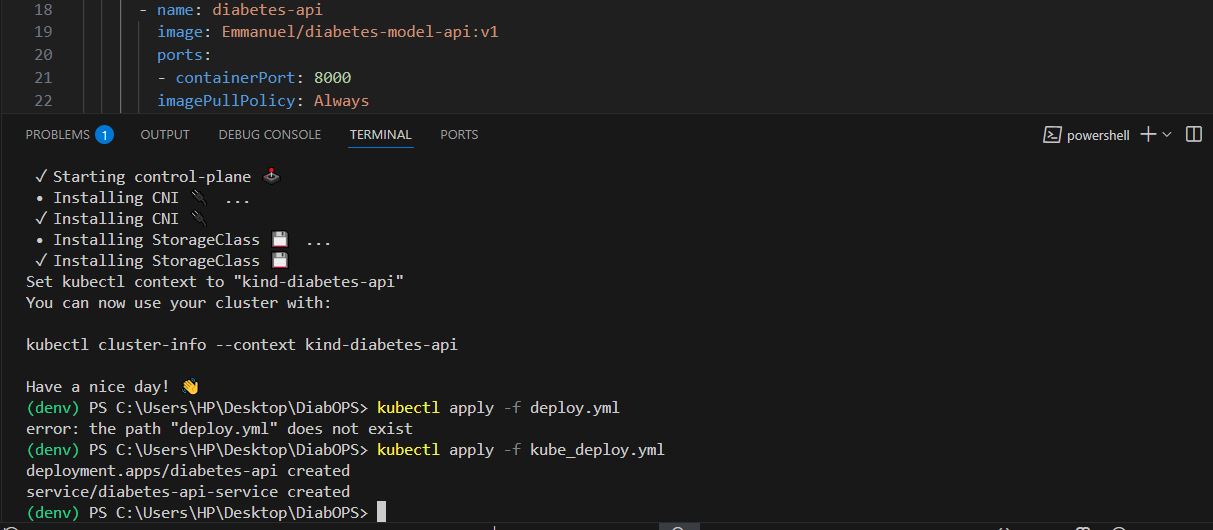 18 - name: diabetes-api
19 image: Emmanuel/diabetes-model-api:v1
20 ports:
21 - containerPort: 8000
22 imagePullPolicy: Always
PROBLEMS 1 OUTPUT DEBUG CONSOLE TERMINAL PORTS powershell
✓ Starting control-plane 🕹️
• Installing CNI 🔌 ...
✓ Installing CNI 🔌
• Installing StorageClass 💾 ...
✓ Installing StorageClass 💾
Set kubectl context to "kind-diabetes-api"
You can now use your cluster with:
kubectl cluster-info --context kind-diabetes-api
Have a nice day! 👋
(denv) PS C:\Users\HP\Desktop\DiabOPS> kubectl apply -f deploy.yml
error: the path "deploy.yml" does not exist
(denv) PS C:\Users\HP\Desktop\DiabOPS> kubectl apply -f kube_deploy.yml
deployment.apps/diabetes-api created
service/diabetes-api-service created
(denv) PS C:\Users\HP\Desktop\DiabOPS>